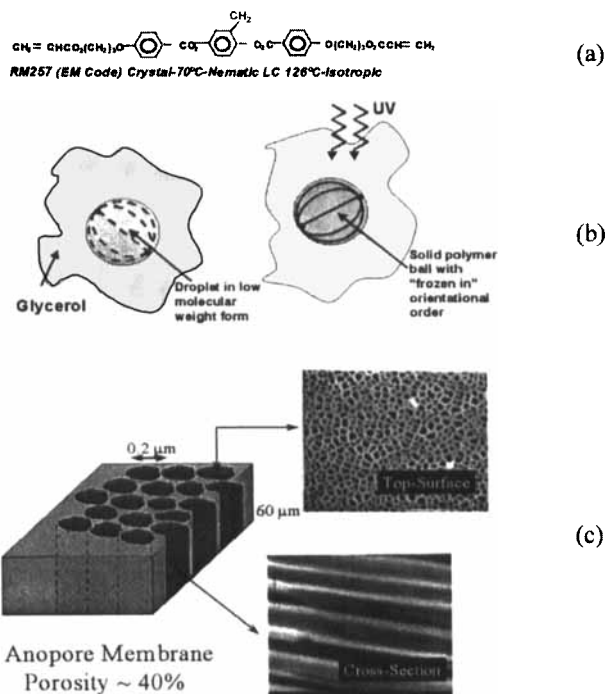 CH₂
CH₂= CHCO₂(CH₂)₃O- - CO₂ - O₂C - O(CH₂)₃O₂CCH= CH₂
RM257 (EM Code) Crystal-70ºC-Nematic LC 126ºC-Isotropic
(a)
UV
Glycerol
Droplet in low
molecular
weight form
Solid polymer
ball with
"frozen in"
orientational
order
(b)
0.2 μm
60 μm
Top-Surface
Cross-Section
Anopore Membrane
Porosity ~ 40%
(c)